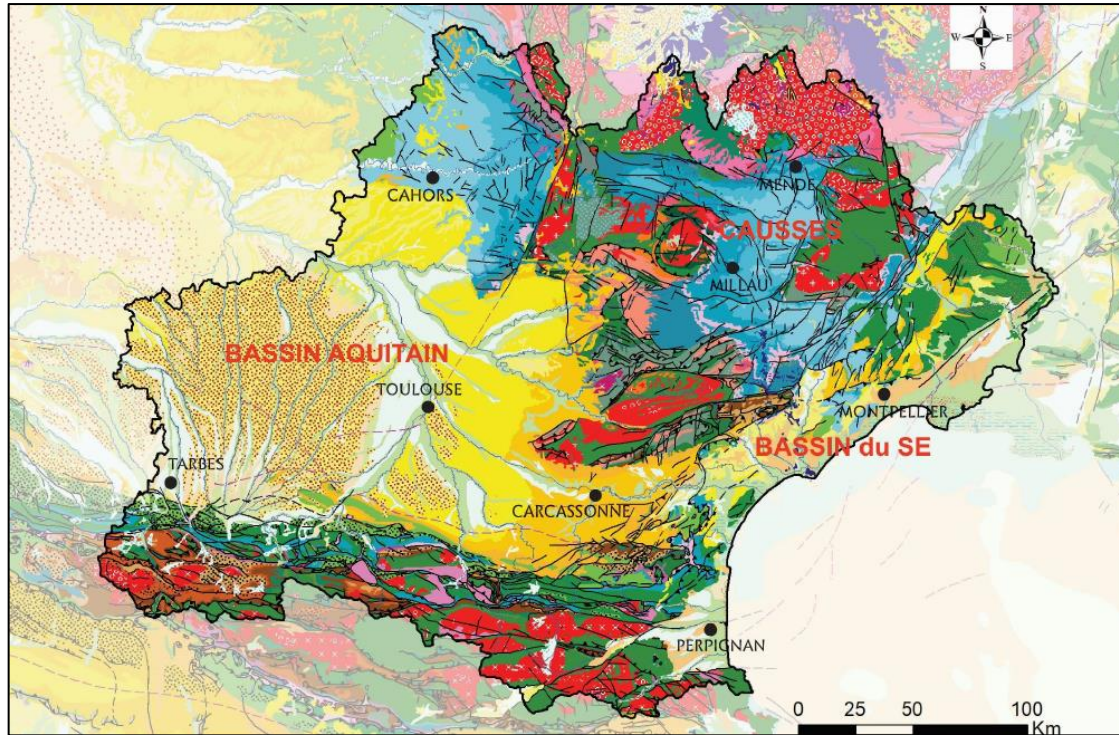 N
W E
S
CAHORS
MENDE
CAUSSES
MILLAU
BASSIN AQUITAIN
TOULOUSE
MONTPELLIER
BASSIN du SE
TARBES
CARCASSONNE
PERPIGNAN
0 25 50 100
Km